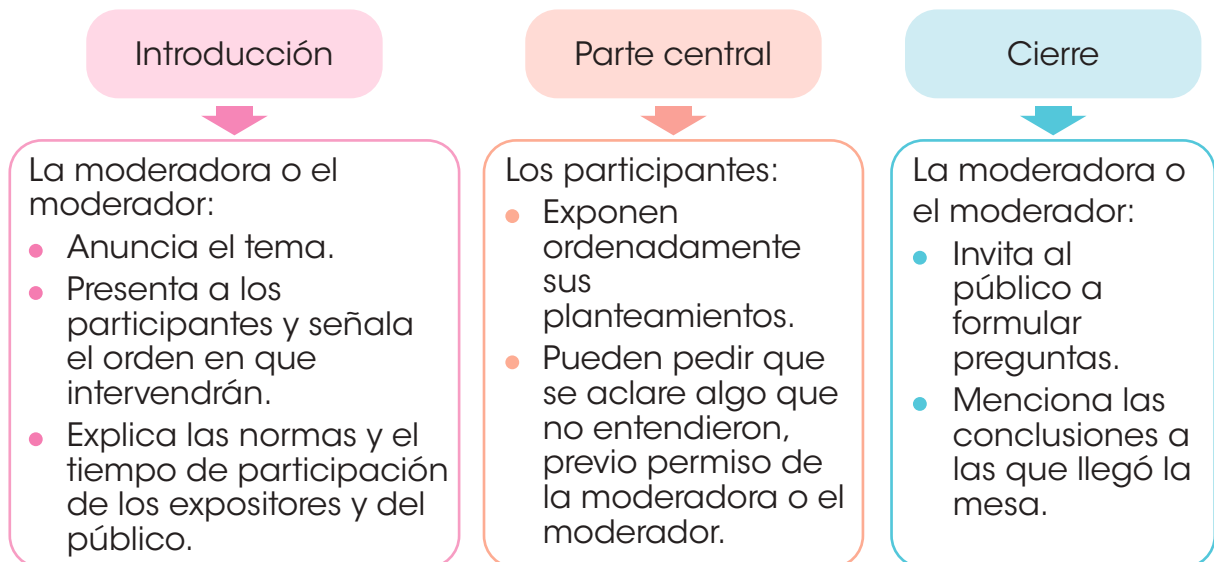 Introducción
La moderadora o el
moderador:
Anuncia el tema.
Presenta a los
participantes y señala
el orden en que
intervendrán.
Explica las normas y el
tiempo de participación
de los expositores y del
público.
Parte central
Los participantes:
Exponen
ordenadamente
sus
planteamientos.
Pueden pedir que
se aclare algo que
no entendieron,
previo permiso de
la moderadora o el
moderador.
Cierre
La moderadora o
el moderador:
Invita al
público a
formular
preguntas.
Menciona las
conclusiones a
las que llegó la
mesa.